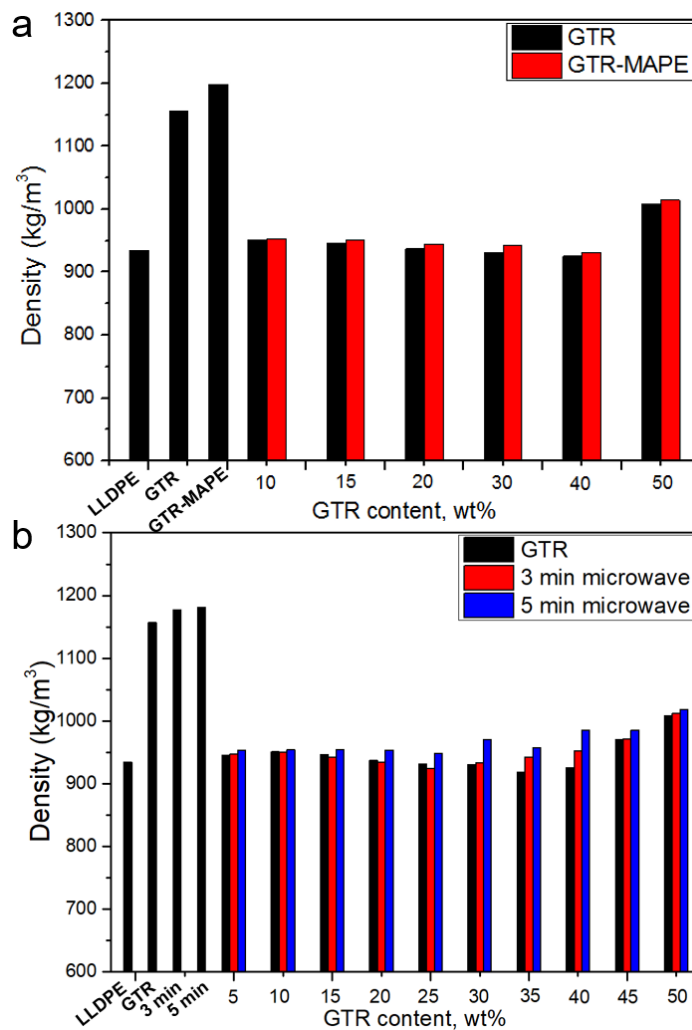 a
1300
1200
1100
1000
900
800
700
600
Density (kg/m³)
GTR
GTR-MAPE
LLDPE
GTR
GTR-MAPE
10
15
20
30
40
50
GTR content, wt%
b
1300
1200
1100
1000
900
800
700
600
Density (kg/m³)
GTR
3 min microwave
5 min microwave
LLDPE
GTR
3 min
5 min
5
10
15
20
25
30
35
40
45
50
GTR content, wt%